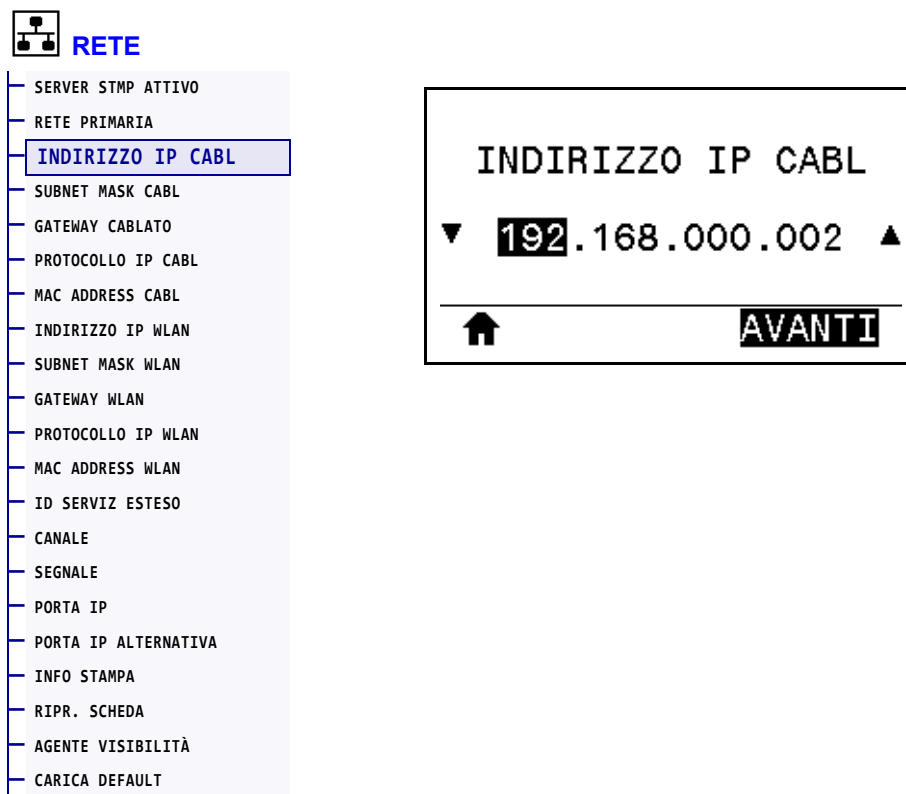 RETE
SERVER STMP ATTIVO
RETE PRIMARIA
INDIRIZZO IP CABL
SUBNET MASK CABL
GATEWAY CABLATO
PROTOCOLLO IP CABL
MAC ADDRESS CABL
INDIRIZZO IP WLAN
SUBNET MASK WLAN
GATEWAY WLAN
PROTOCOLLO IP WLAN
MAC ADDRESS WLAN
ID SERVIZ ESTESO
CANALE
SEGNALE
PORTA IP
PORTA IP ALTERNATIVA
INFO STAMPA
RIPR. SCHEDA
AGENTE VISIBILITÀ
CARICA DEFAULT
INDIRIZZO IP CABL
192.168.000.002
AVANTI